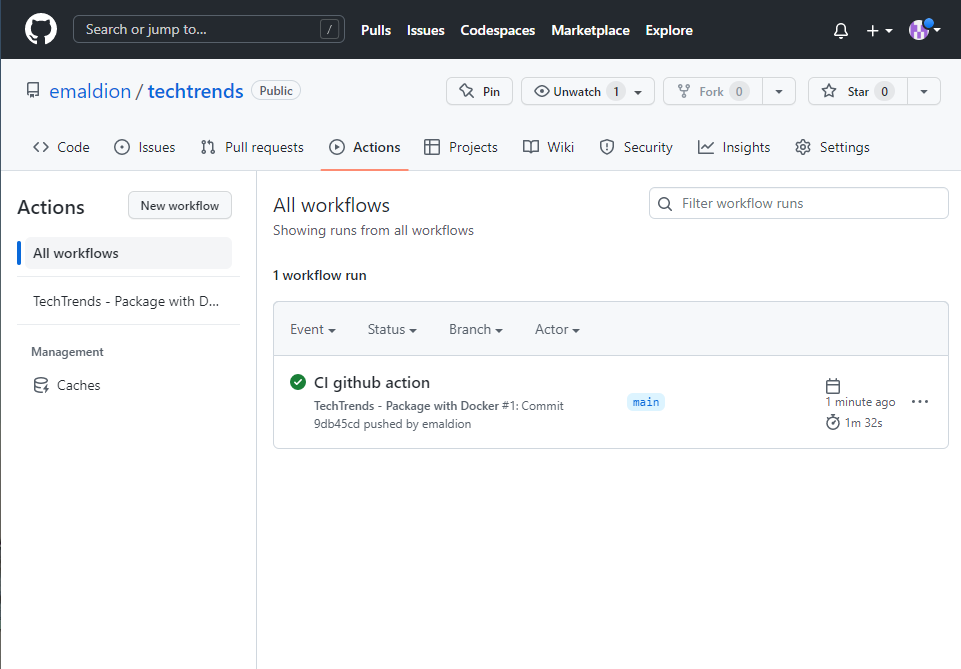 Search or jump to... /
Pulls Issues Codespaces Marketplace Explore
emaldion / techtrends Public
Pin Unwatch 1 Fork 0 Star 0
Code Issues Pull requests Actions Projects Wiki Security Insights Settings
Actions
New workflow
All workflows
TechTrends - Package with D...
Management
Caches
All workflows
Showing runs from all workflows
Filter workflow runs
1 workflow run
Event Status Branch Actor
CI github action
TechTrends - Package with Docker #1: Commit
9db45cd pushed by emaldion
main
1 minute ago
1m 32s